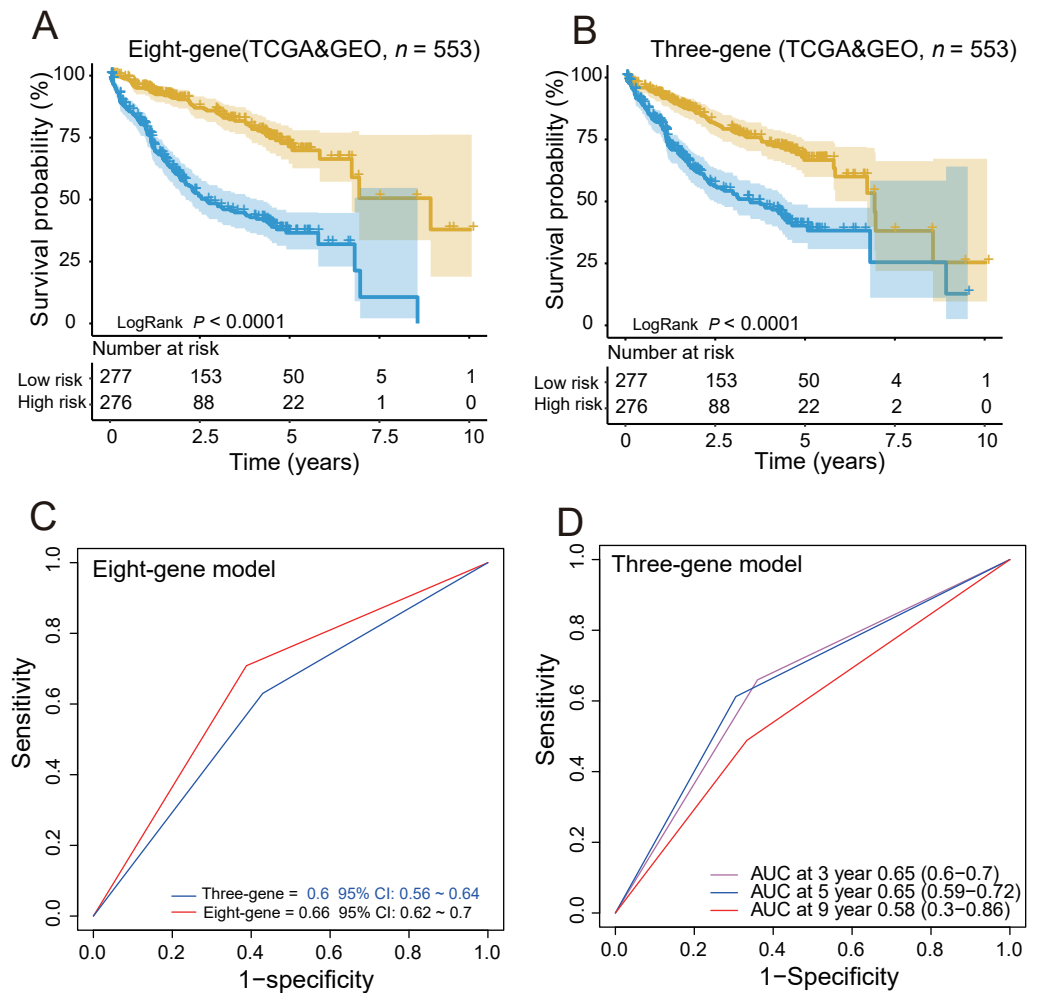 A
Eight-gene(TCGA&GEO, n = 553)
Survival probability (%)
100
75
50
25
0
LogRank P < 0.0001
Number at risk
Low risk 277 153 50 5 1
High risk 276 88 22 1 0
0 2.5 5 7.5 10
Time (years)
B
Three-gene (TCGA&GEO, n = 553)
Survival probability (%)
100
75
50
25
0
LogRank P < 0.0001
Number at risk
Low risk 277 153 50 4 1
High risk 276 88 22 2 0
0 2.5 5 7.5 10
Time (years)
C
Eight-gene model
Sensitivity
1.0
0.8
0.6
0.4
0.2
0.0
Three-gene = 0.6 95% CI: 0.56 ~ 0.64
Eight-gene = 0.66 95% CI: 0.62 ~ 0.7
0.0 0.2 0.4 0.6 0.8 1.0
1−specificity
D
Three-gene model
Sensitivity
1.0
0.8
0.6
0.4
0.2
0.0
AUC at 3 year 0.65 (0.6−0.7)
AUC at 5 year 0.65 (0.59−0.72)
AUC at 9 year 0.58 (0.3−0.86)
0.0 0.2 0.4 0.6 0.8 1.0
1−Specificity